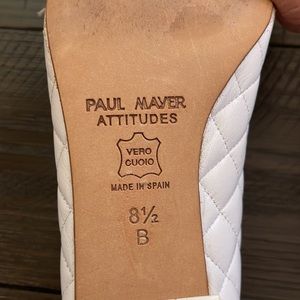 PAUL MAYER
ATTITUDES
VERO
CUOIO
MADE IN SPAIN
8½
B